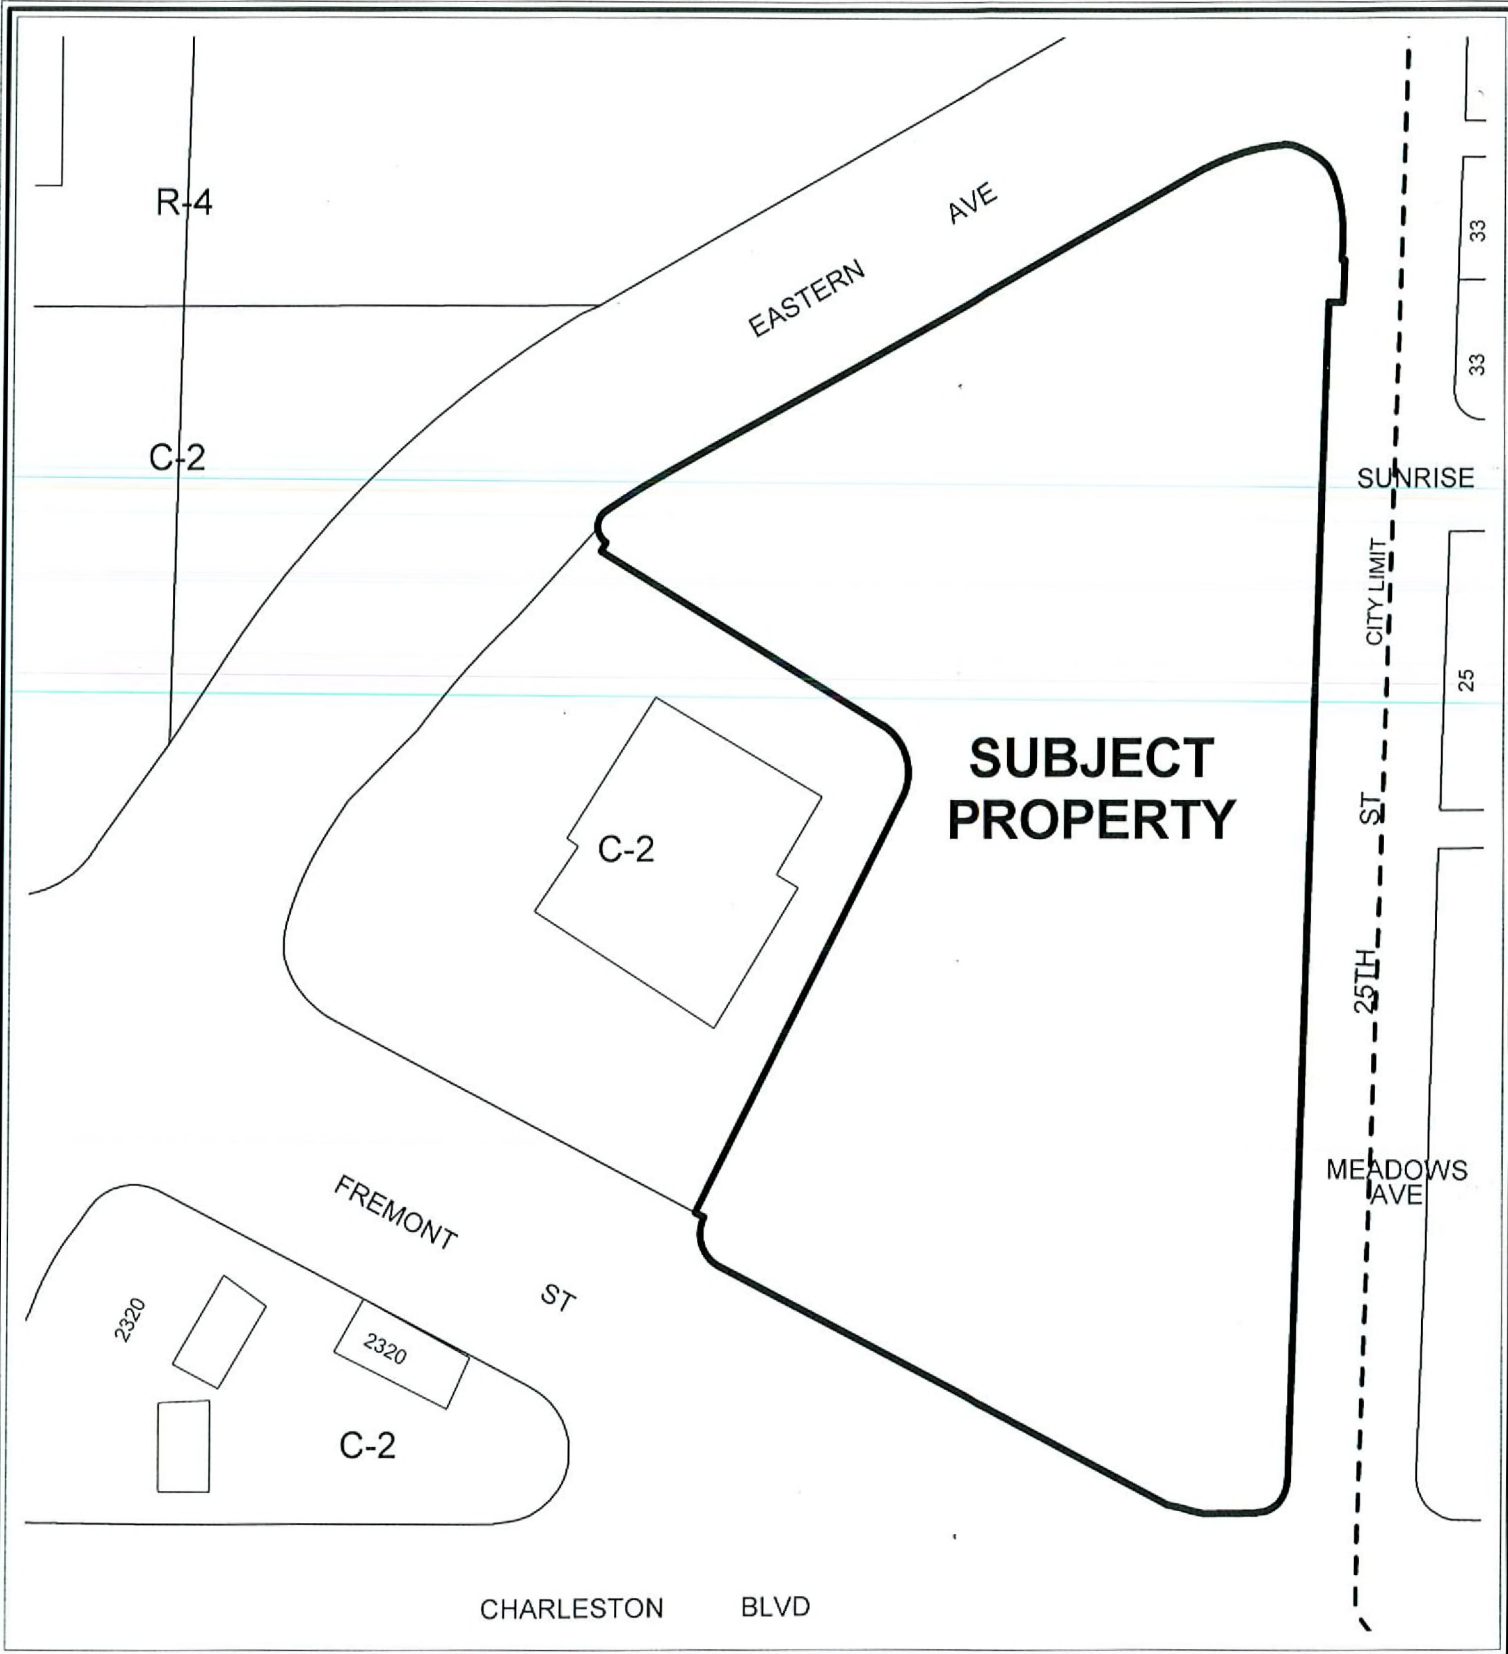 R-4
AVE
33
EASTERN
33
C-2
SUNRISE
CITY LIMIT
25
SUBJECT
PROPERTY
ST
C-2
25TH
MEADOWS
AVE
FREMONT
ST
2320
2320
C-2
CHARLESTON BLVD